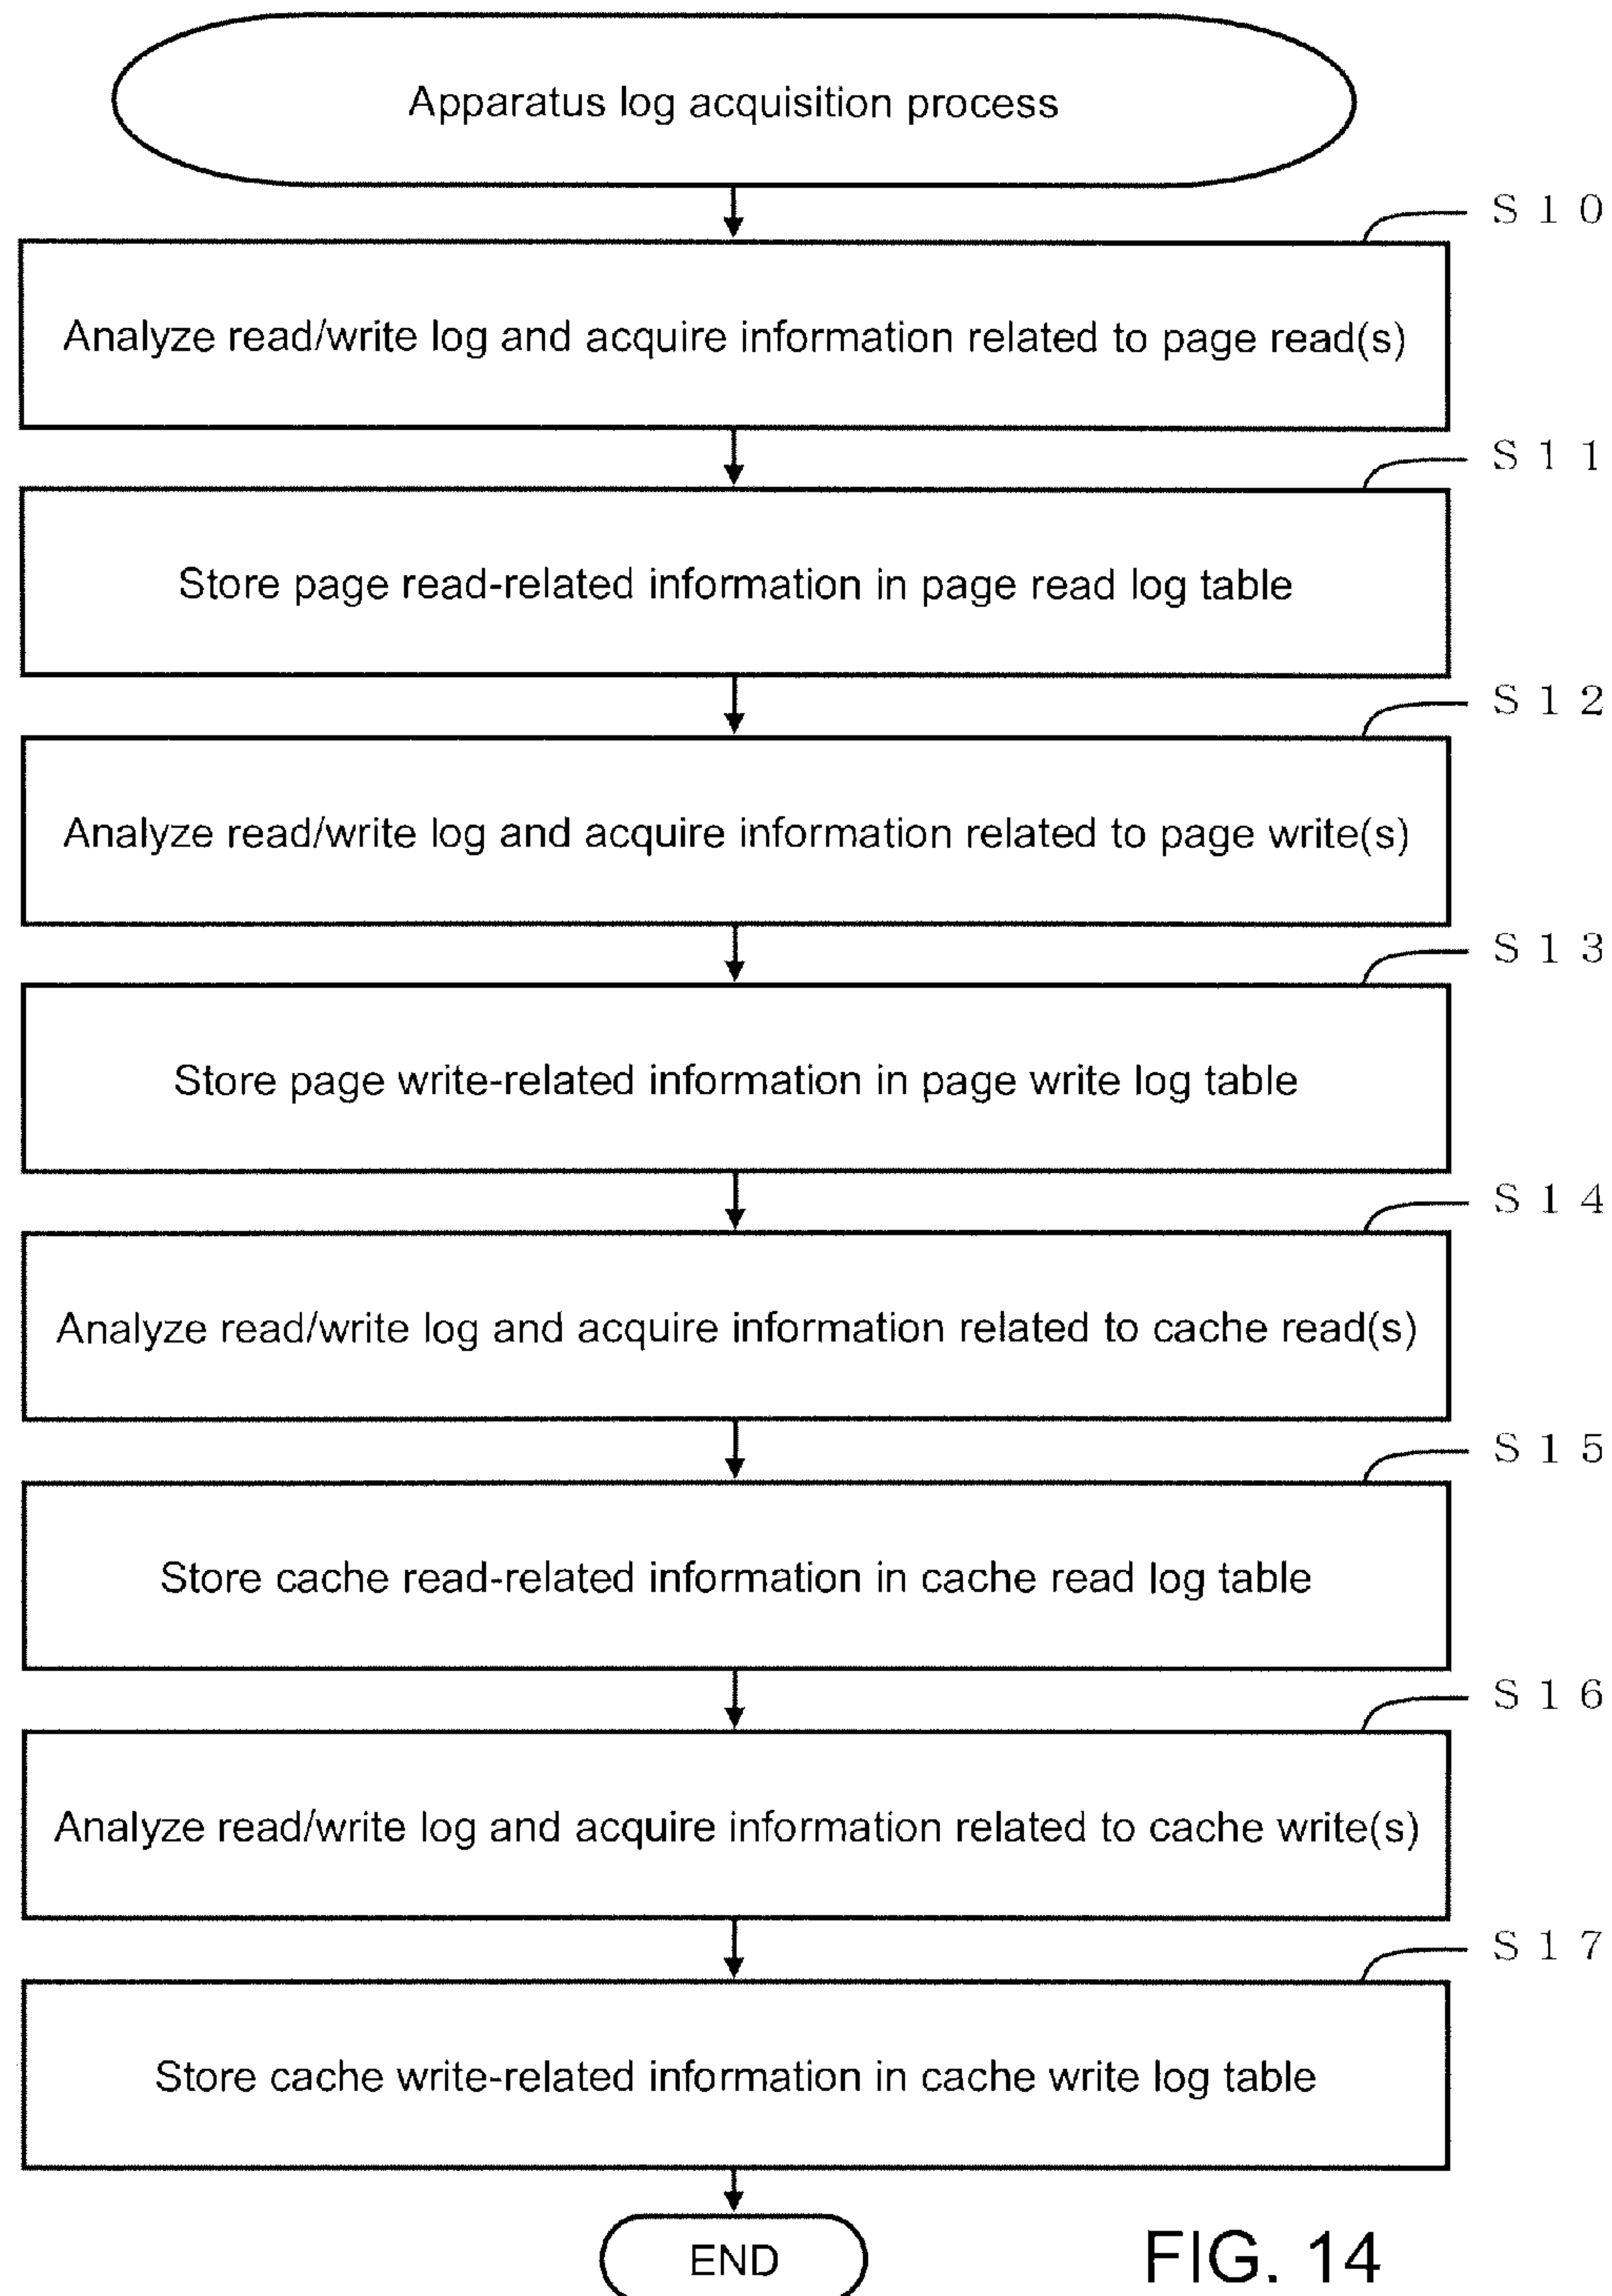 Apparatus log acquisition process
S10
Analyze read/write log and acquire information related to page read(s)
S11
Store page read-related information in page read log table
S12
Analyze read/write log and acquire information related to page write(s)
S13
Store page write-related information in page write log table
S14
Analyze read/write log and acquire information related to cache read(s)
S15
Store cache read-related information in cache read log table
S16
Analyze read/write log and acquire information related to cache write(s)
S17
Store cache write-related information in cache write log table
END
FIG. 14